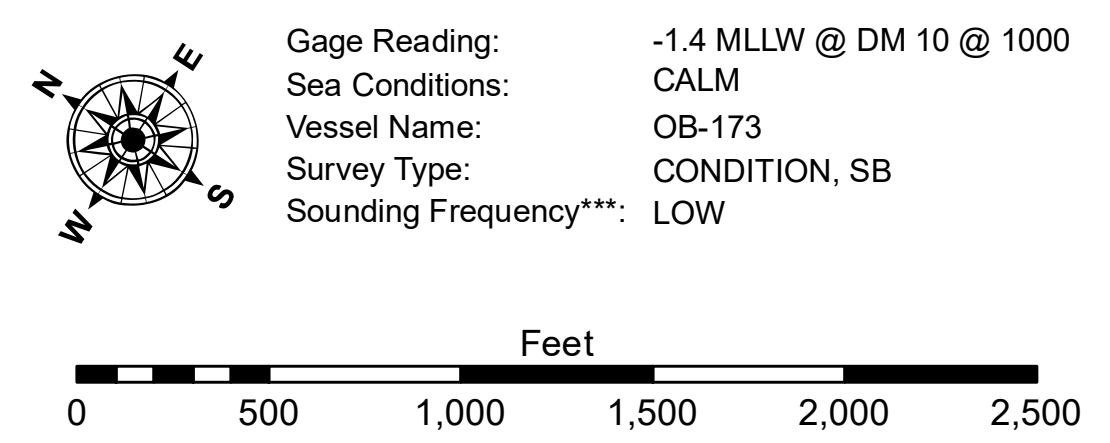 N
E
W
S
Gage Reading: -1.4 MLLW @ DM 10 @ 1000
Sea Conditions: CALM
Vessel Name: OB-173
Survey Type: CONDITION, SB
Sounding Frequency***: LOW
Feet
0 500 1,000 1,500 2,000 2,500